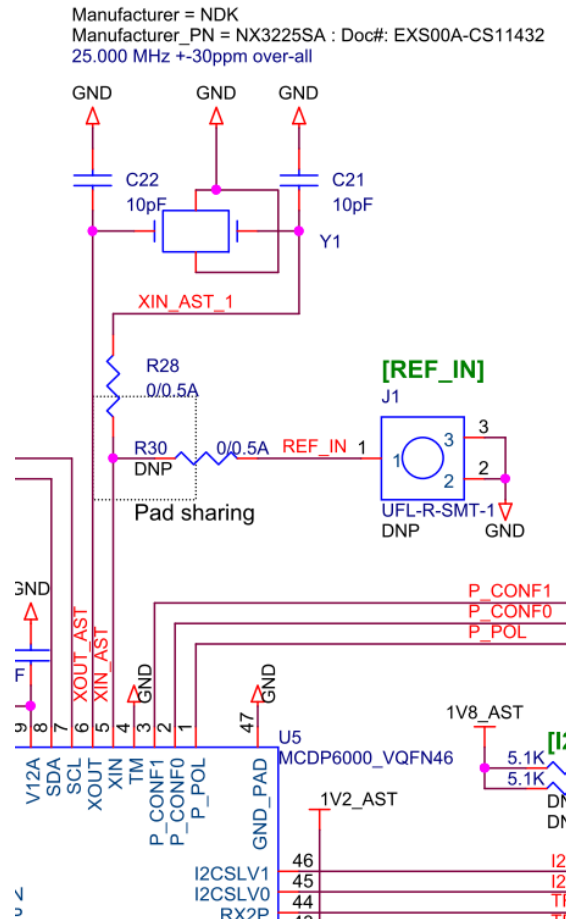 Manufacturer = NDK
Manufacturer_PN = NX3225SA : Doc#: EXS00A-CS11432
25.000 MHz +-30ppm over-all
GND
GND
GND
C22
10pF
C21
10pF
Y1
XIN_AST_1
R28
0/0.5A
R30
DNP
0/0.5A
REF_IN
[REF_IN]
J1
1
1
3
3
2
2
UFL-R-SMT-1
DNP
GND
Pad sharing
GND
F
XOUT_AST
XIN_AST
GND
GND
P_CONF1
P_CONF0
P_POL
9
8
7
6
5
4
3
2
1
47
U5
MCDP6000_VQFN46
V12A
SDA
SCL
XOUT
XIN
TM
P_CONF1
P_CONF0
P_POL
GND_PAD
1V8_AST
5.1K
5.1K
1V2_AST
I2CSLV1
I2CSLV0
RX2P
46
45
44